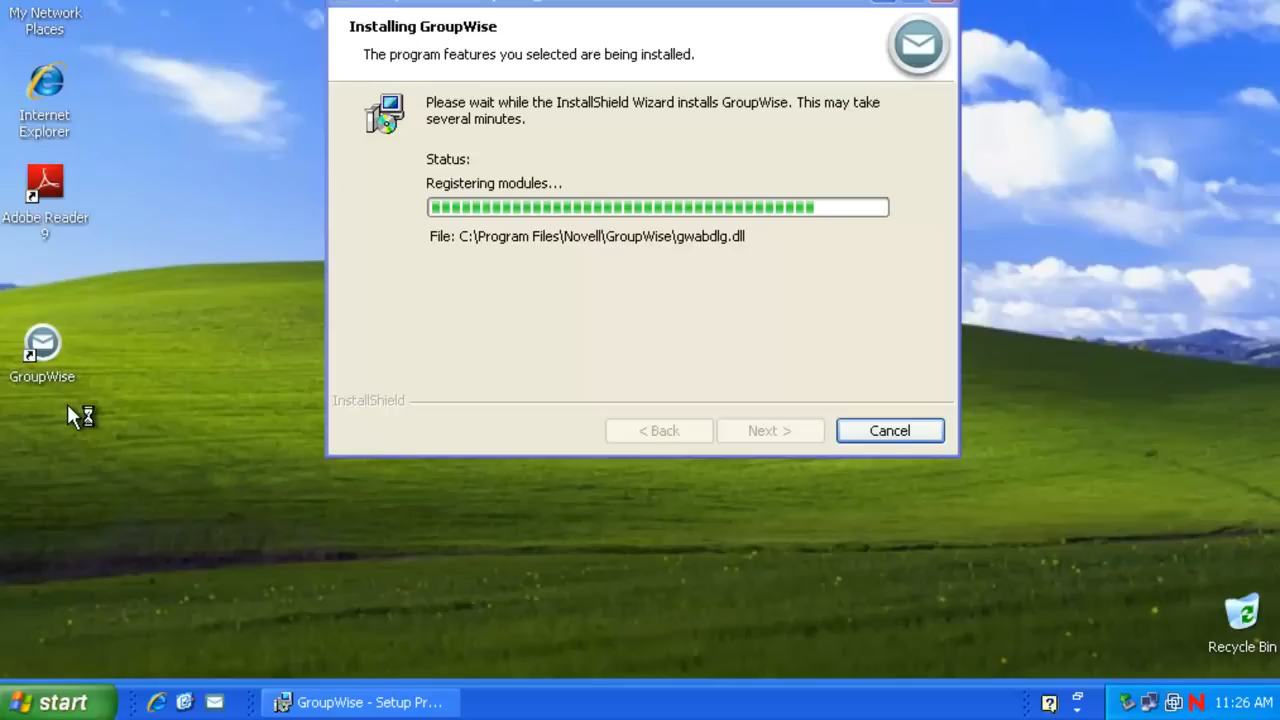 My Network
Places
Internet
Explorer
Adobe Reader
9
GroupWise
Installing GroupWise
The program features you selected are being installed.
Please wait while the InstallShield Wizard installs GroupWise. This may take
several minutes.
Status:
Registering modules...
File: C:\Program Files\Novell\GroupWise\gwabdlg.dll
InstallShield
< Back
Next >
Cancel
Recycle Bin
start
GroupWise - Setup Pr...
11:26 AM